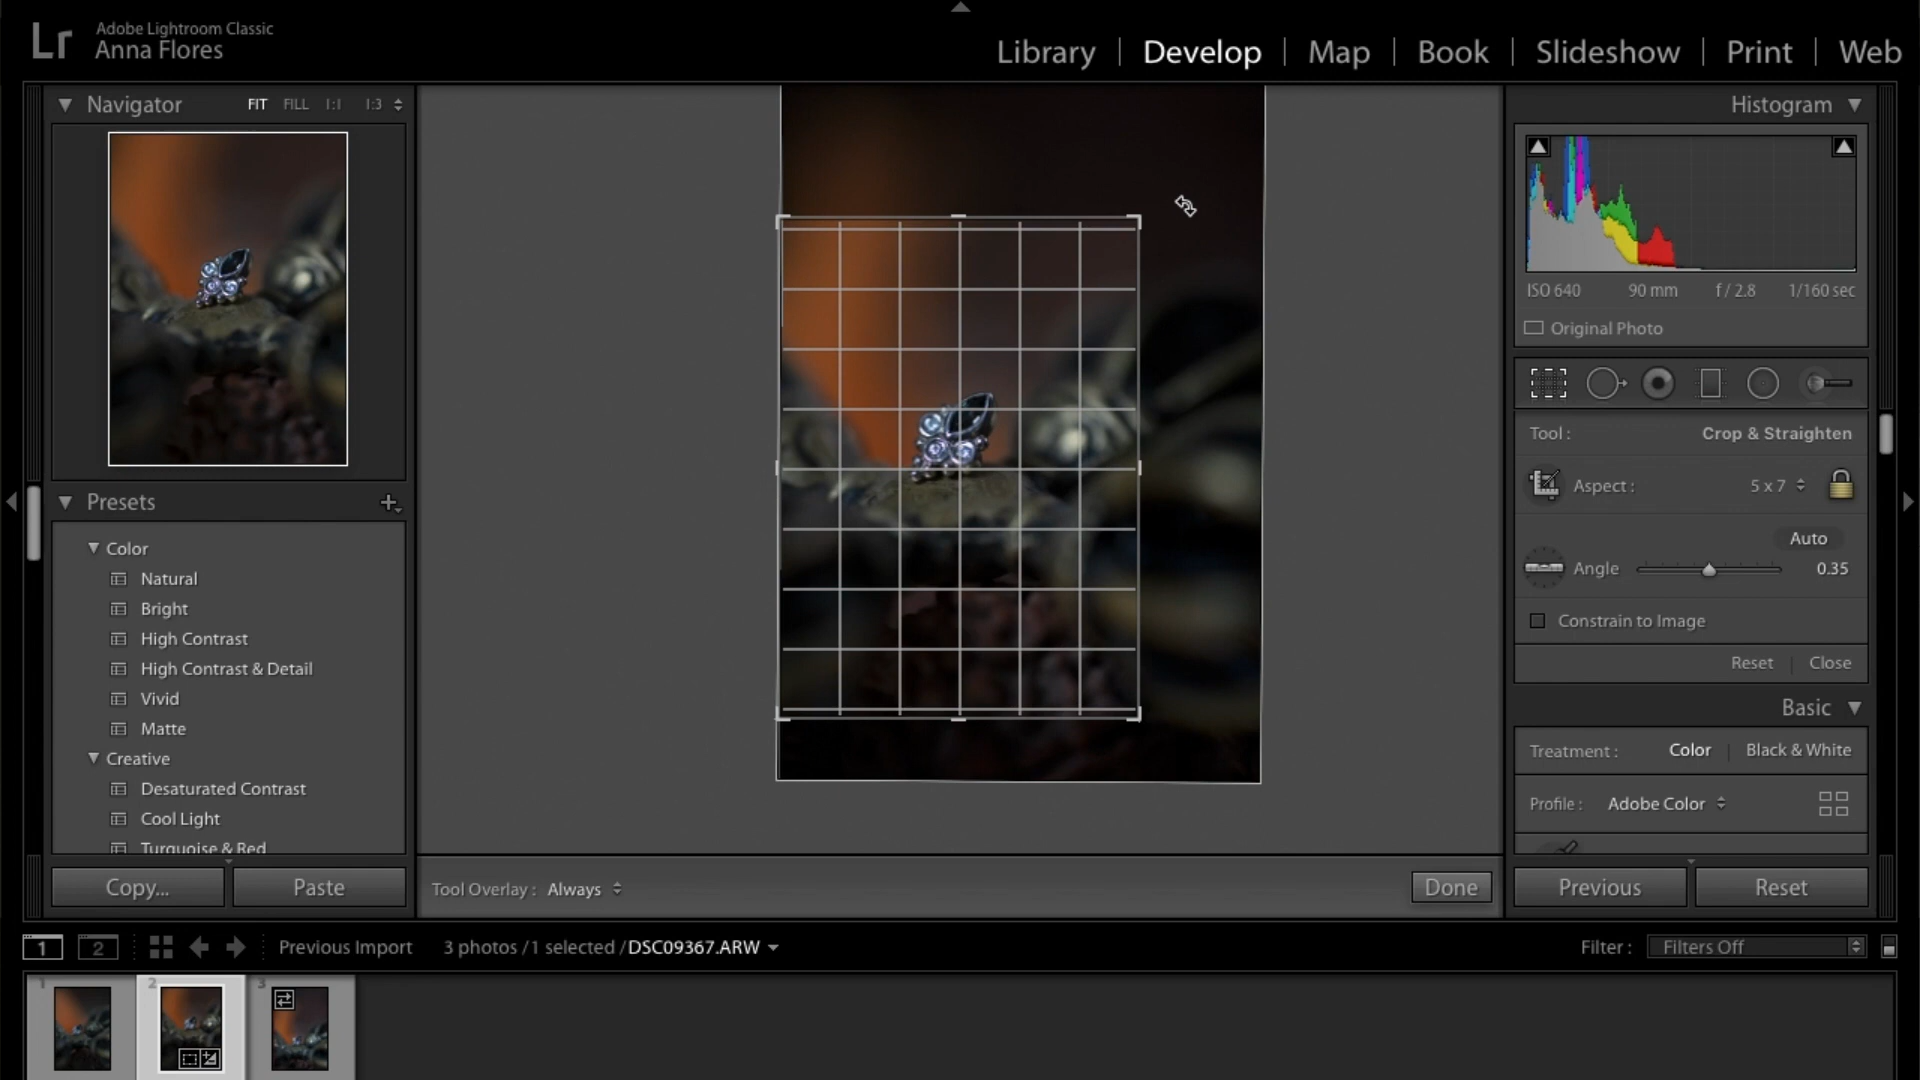 Lr
Adobe Lightroom Classic
Anna Flores
Library | Develop | Map | Book | Slideshow | Print | Web
Navigator FIT FILL 1:1 1:3
Presets
Color
Natural
Bright
High Contrast
High Contrast & Detail
Vivid
Matte
Creative
Desaturated Contrast
Cool Light
Turquoise & Red
Copy... Paste
Tool Overlay : Always
Done
Histogram
ISO 640 90 mm f / 2.8 1/160 sec
Original Photo
Tool : Crop & Straighten
Aspect : 5 x 7
Auto
Angle 0.35
Constrain to Image
Reset | Close
Basic
Treatment : Color | Black & White
Profile : Adobe Color
Previous Reset
1 2 Previous Import 3 photos / 1 selected / DSC09367.ARW
Filter : Filters Off
1 2 3